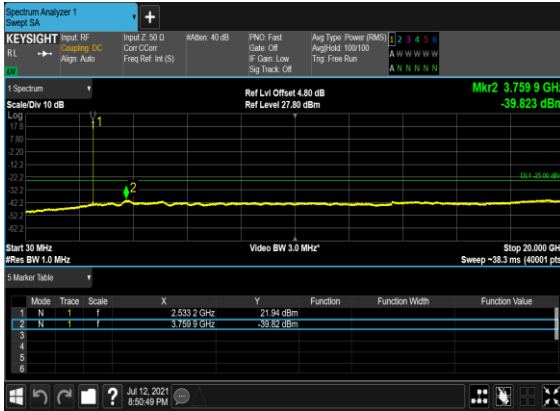 Spectrum Analyzer 1
Swept SA
KEYSIGHT
RL
Input: RF
Coupling: DC
Align: Auto
Input Z: 50 Ω
Corr CCorr
Freq Ref: Int (S)
#Atten: 40 dB
PNO: Fast
Gate: Off
IF Gain: Low
Sig Track: Off
Avg Type: Power (RMS)
Avg|Hold: 100/100
Trig: Free Run
1 2 3 4 5 6
A W W W W W
A N N N N N
1 Spectrum
Scale/Div 10 dB
Ref Lvl Offset 4.80 dB
Ref Level 27.80 dBm
Mkr2 3.759 9 GHz
-39.823 dBm
Log
17.8
7.80
-2.20
-12.2
-22.2
-32.2
-42.2
-52.2
-62.2
1
2
DL1 -25.00 dBm
Start 30 MHz
#Res BW 1.0 MHz
Video BW 3.0 MHz*
Stop 20.000 GH
Sweep ~38.3 ms (40001 pts
5 Marker Table
Mode Trace Scale X Y Function Function Width Function Value
1 N 1 f 2.533 2 GHz 21.94 dBm
2 N 1 f 3.759 9 GHz -39.82 dBm
3
4
5
6
Jul 12, 2021
8:50:49 PM